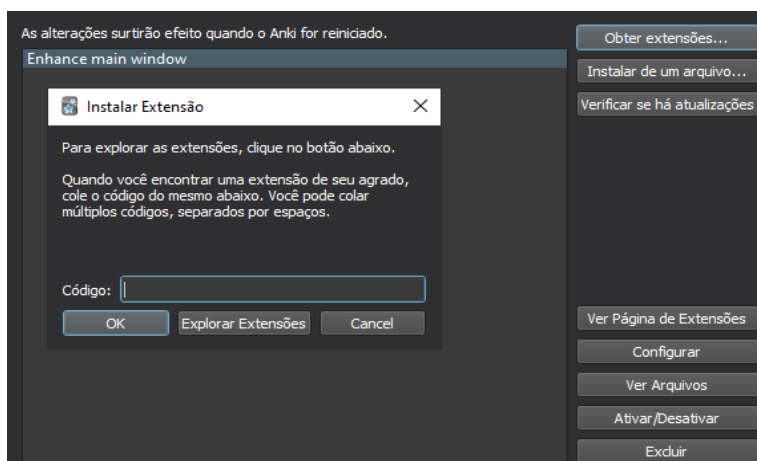 As alterações surtirão efeito quando o Anki for reiniciado.
Enhance main window
Instalar Extensão
Para explorar as extensões, clique no botão abaixo.
Quando você encontrar uma extensão de seu agrado,
cole o código do mesmo abaixo. Você pode colar
múltiplos códigos, separados por espaços.
Código:
OK
Explorar Extensões
Cancel
Obter extensões...
Instalar de um arquivo...
Verificar se há atualizações
Ver Página de Extensões
Configurar
Ver Arquivos
Ativar/Desativar
Excluir